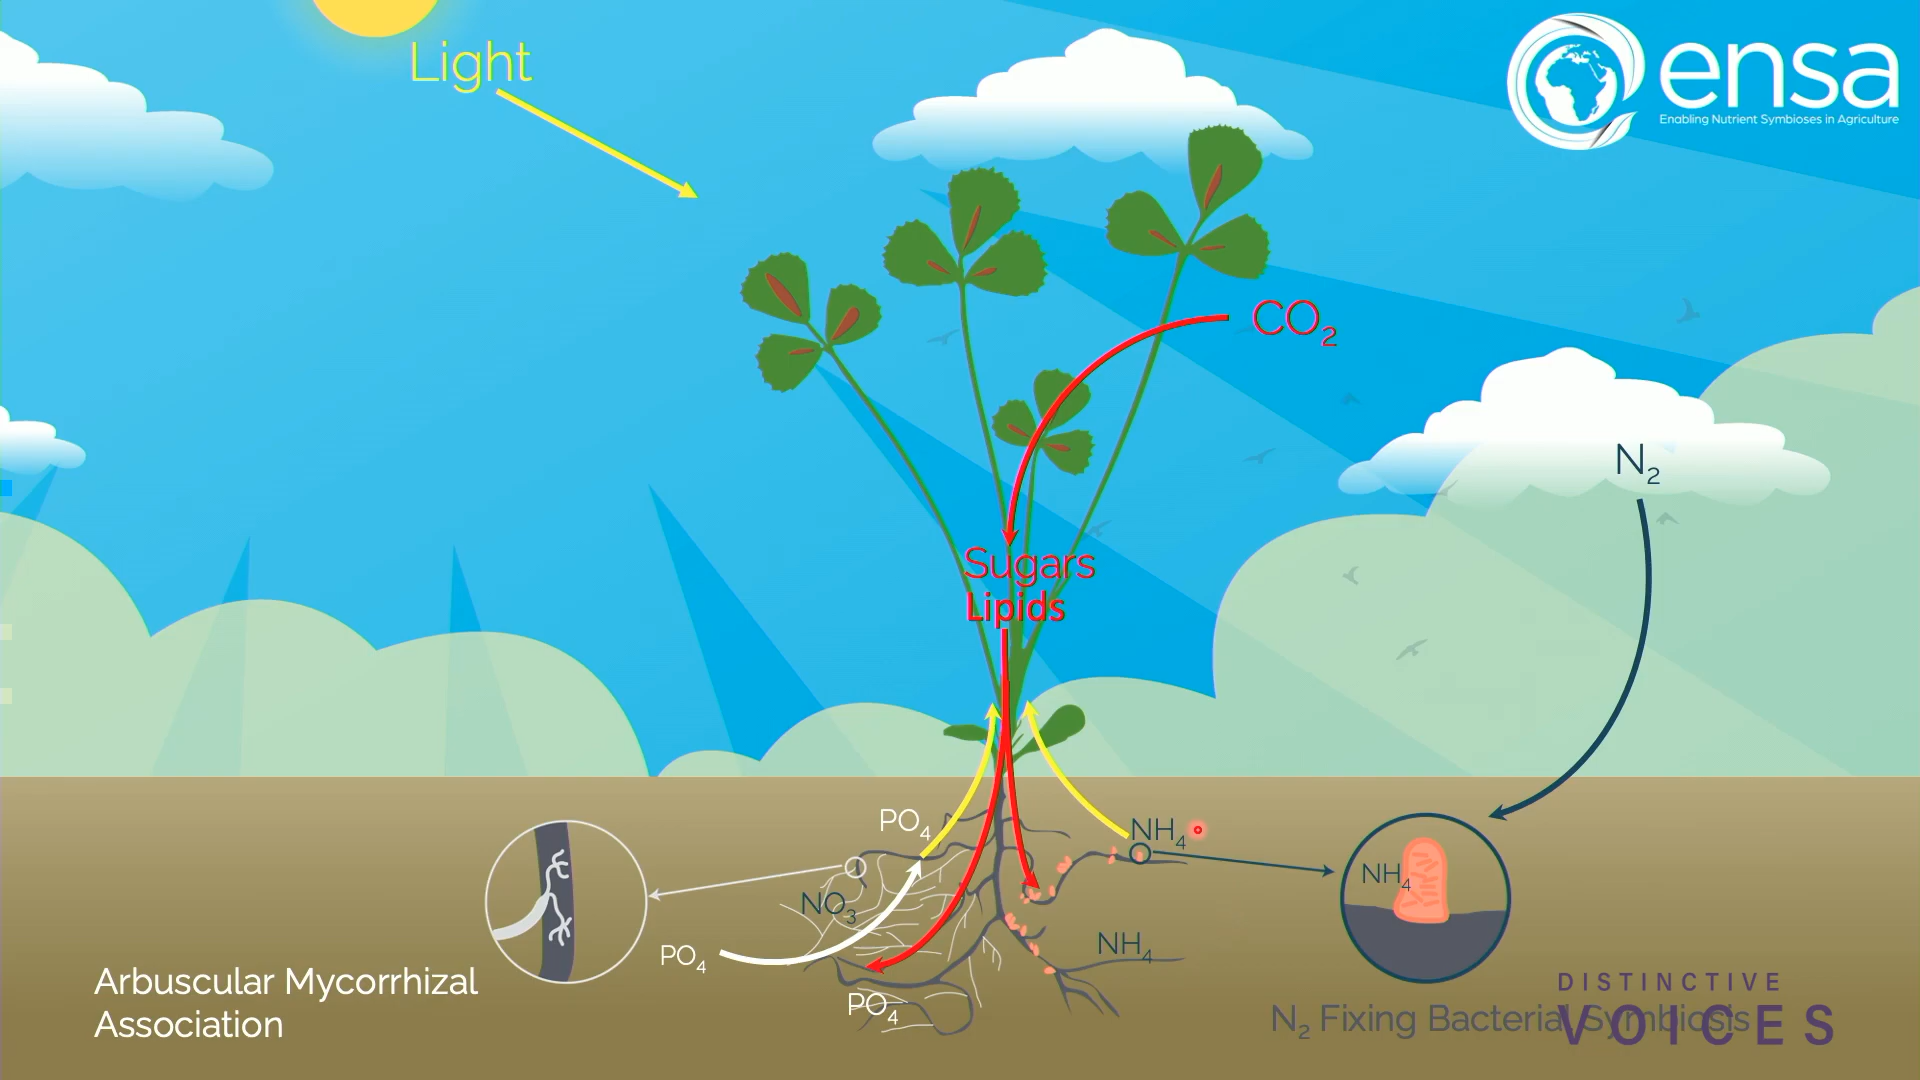 Light
ensa
Enabling Nutrient Symbioses in Agriculture
CO2
N2
Sugars
Lipids
PO4
NH4
NH4
NO3
PO4
NH4
PO4
Arbuscular Mycorrhizal
Association
N2 Fixing Bacterial Symbiosis
DISTINCTIVE
VOICES